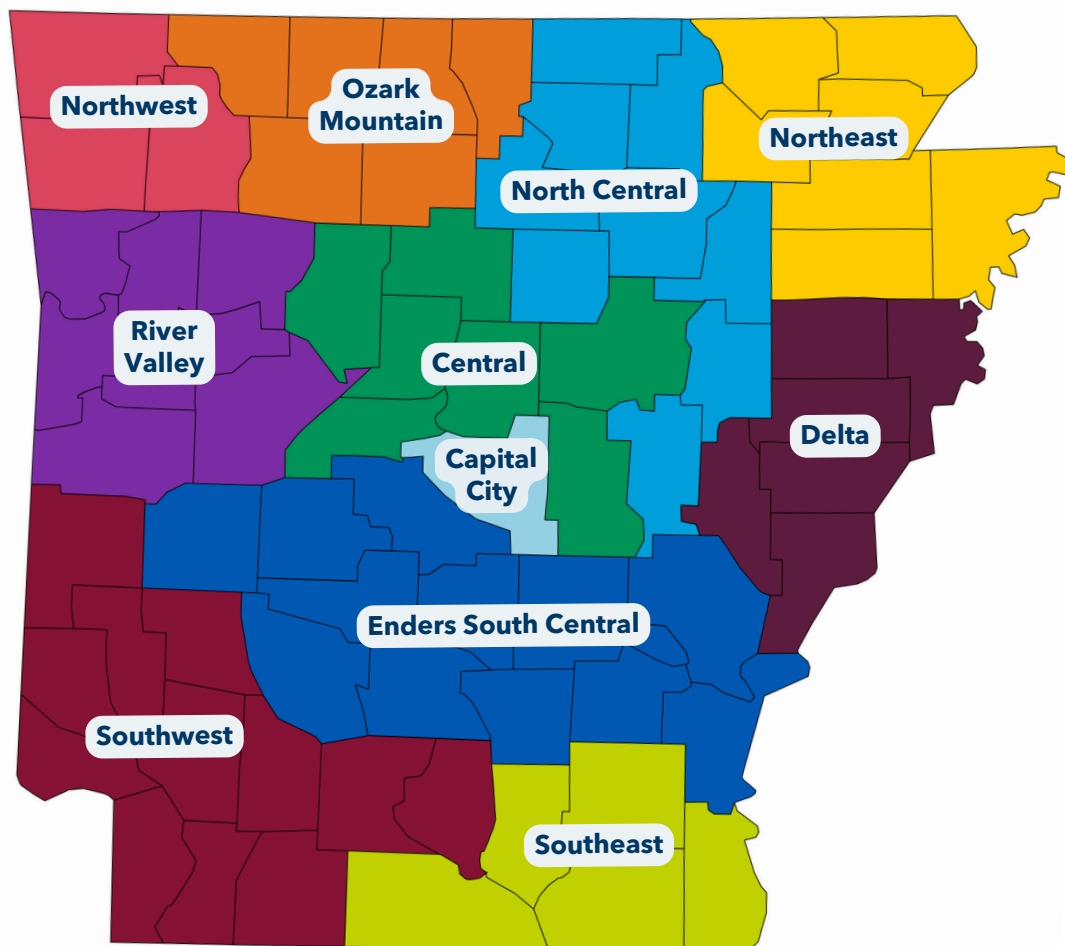 Northwest
Ozark
Mountain
Northeast
North Central
River
Valley
Central
Delta
Capital
City
Enders South Central
Southwest
Southeast